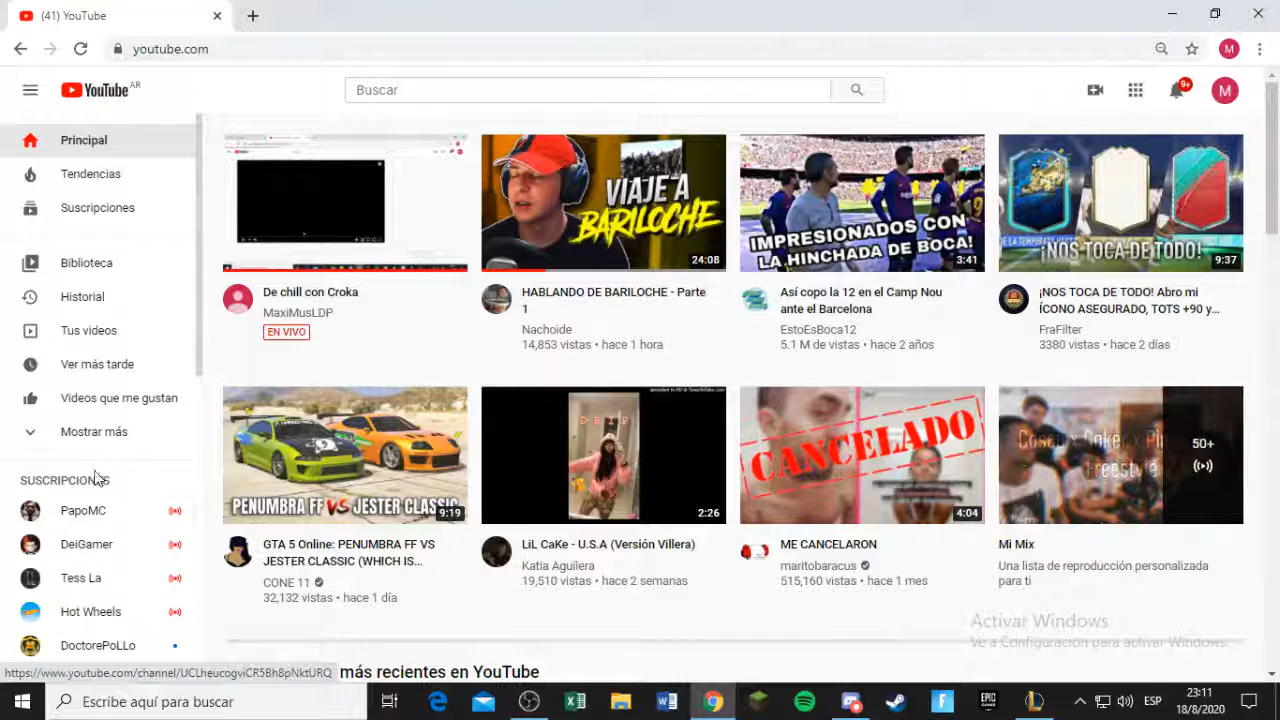 (41) YouTube
youtube.com
M
YouTube AR
Buscar
9+
M
Principal
Tendencias
Suscripciones
Biblioteca
Historial
Tus videos
Ver más tarde
Videos que me gustan
Mostrar más
SUSCRIPCIONES
PapoMC
DeiGamer
Tess La
Hot Wheels
DoctorePoLLo
De chill con Croka
MaxiMusLDP
EN VIVO
VIAJE A
BARILOCHE
24:08
HABLANDO DE BARILOCHE - Parte
1
Nachoide
14,853 vistas • hace 1 hora
IMPRESIONADOS CON
LA HINCHADA DE BOCA!
3:41
Así copo la 12 en el Camp Nou
ante el Barcelona
EstoEsBoca12
5.1 M de vistas • hace 2 años
DE LA TEMPORADA
¡NOS TOCA DE TODO!
9:37
¡NOS TOCA DE TODO! Abro mi
ÍCONO ASEGURADO, TOTS +90 y...
FraFilter
3380 vistas • hace 2 días
PENUMBRA FF VS JESTER CLASSIC
9:19
GTA 5 Online: PENUMBRA FF VS
JESTER CLASSIC (WHICH IS...
CONE 11
32,132 vistas • hace 1 día
DRIP
2:26
LiL CaKe - U.S.A (Versión Villera)
Katia Aguilera
19,510 vistas • hace 2 semanas
CANCELADO
4:04
ME CANCELARON
maritobaracus
515,160 vistas • hace 1 mes
Freestyle
50+
Mi Mix
Una lista de reproducción personalizada
para ti
Activar Windows
Ve a Configuración para activar Windows.
https://www.youtube.com/channel/UCLheucogviCR5Bh8pNktURQ
más recientes en YouTube
Escribe aquí para buscar
EPIC
GAMES
ESP
23:11
18/8/2020